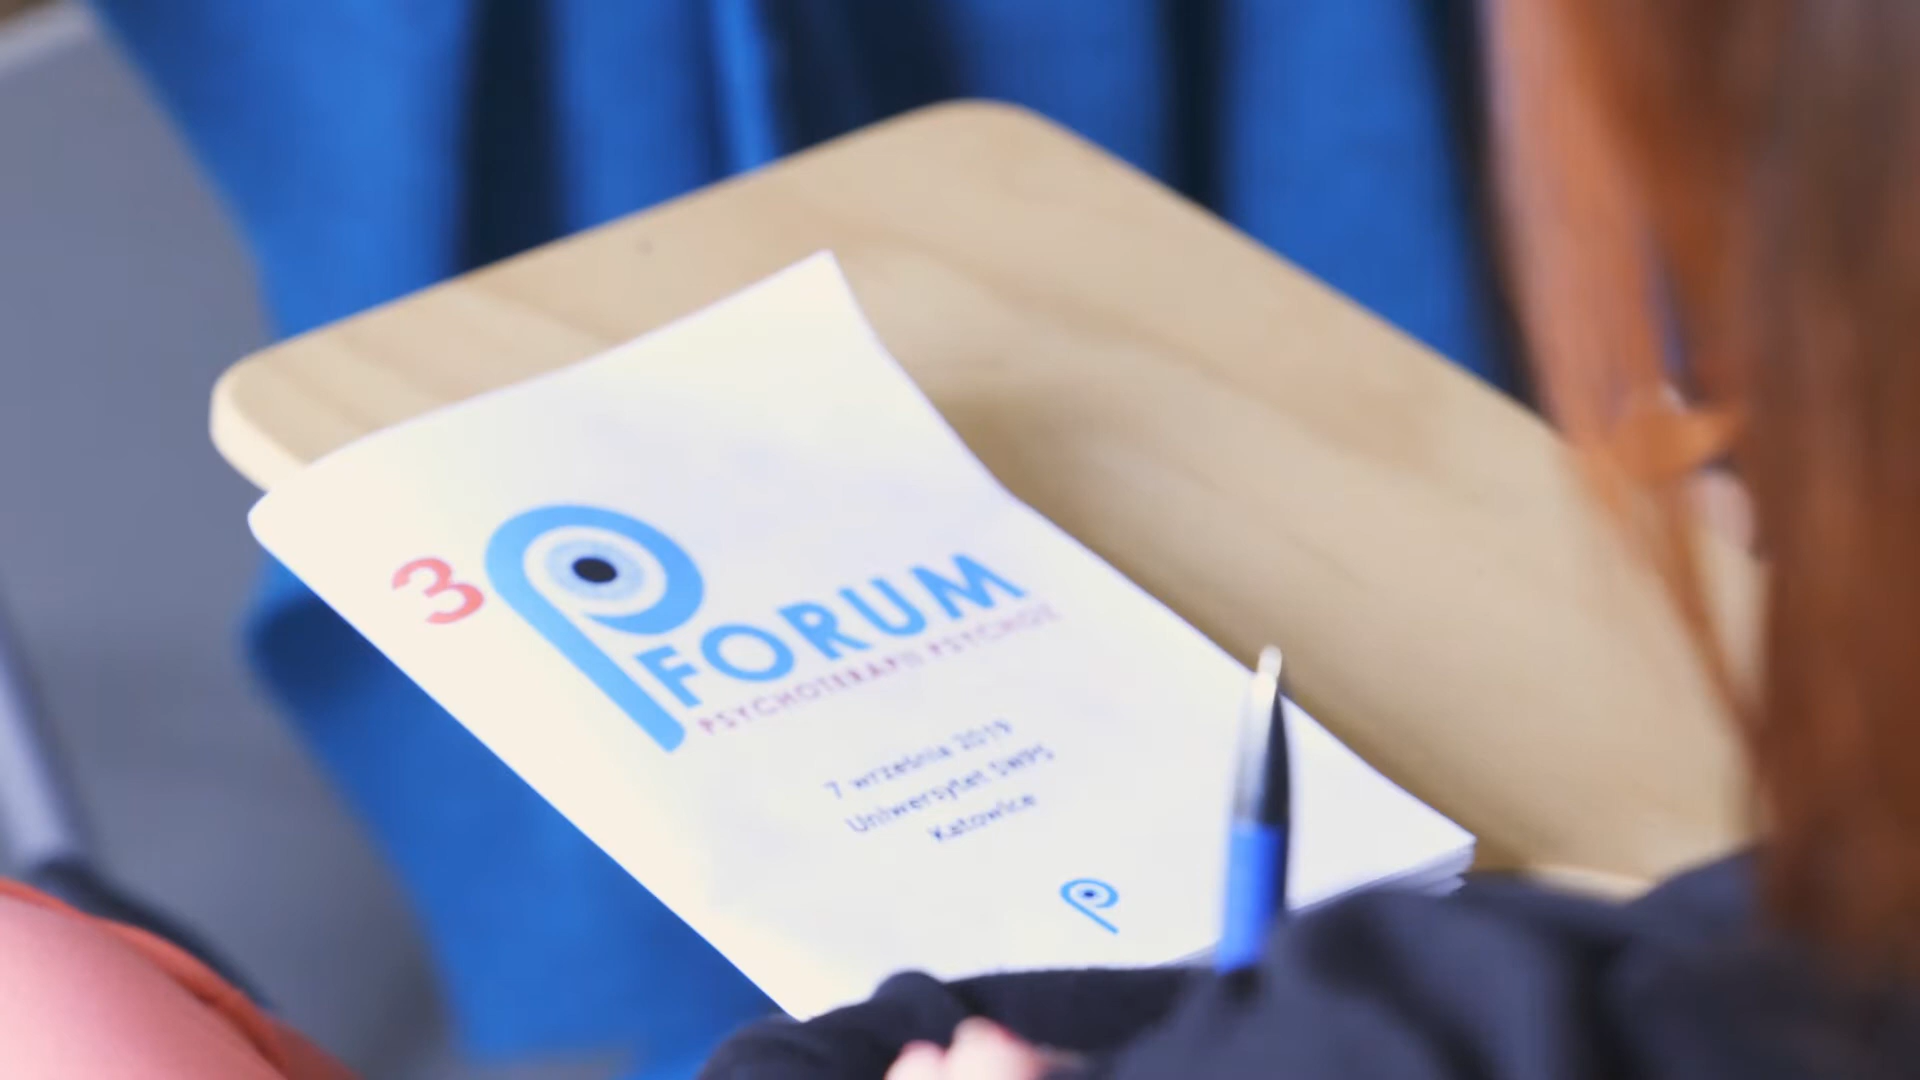 3 FORUM
PSYCHOTERAPII PSYCHOZ
7 września 2019
Uniwersytet SWPS
Katowice